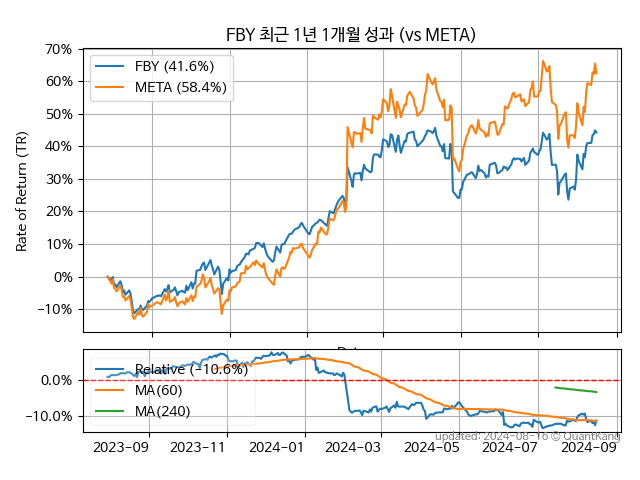 FBY 최근 1년 1개월 성과 (vs META)
70%
60%
50%
40%
30%
20%
10%
0%
−10%
Rate of Return (TR)
FBY (41.6%)
META (58.4%)
0.0%
−10.0%
Relative (−10.6%)
MA(60)
MA(240)
updated: 2024-08-16 © QuantKang
2023−09 2023−11 2024−01 2024−03 2024−05 2024−07 2024−09